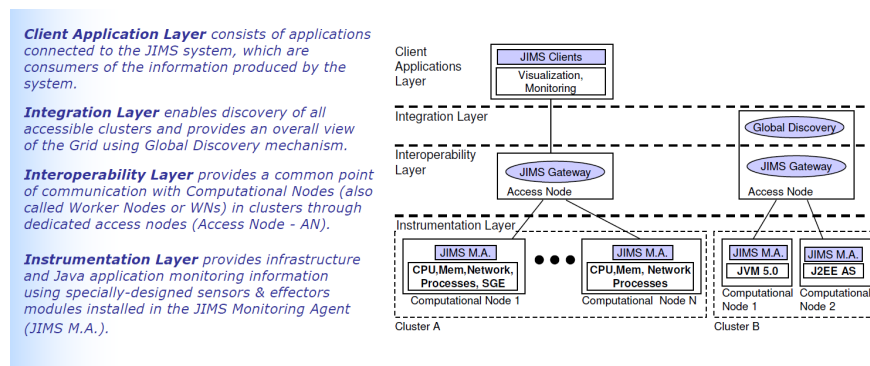 Client Application Layer consists of applications
connected to the JIMS system, which are
consumers of the information produced by the
system.
Integration Layer enables discovery of all
accessible clusters and provides an overall view
of the Grid using Global Discovery mechanism.
Interoperability Layer provides a common point
of communication with Computational Nodes (also
called Worker Nodes or WNs) in clusters through
dedicated access nodes (Access Node - AN).
Instrumentation Layer provides infrastructure
and Java application monitoring information
using specially-designed sensors & effectors
modules installed in the JIMS Monitoring Agent
(JIMS M.A.).
Client
Applications
Layer
JIMS Clients
Visualization,
Monitoring
Integration Layer
Global Discovery
Interoperability
Layer
JIMS Gateway
Access Node
JIMS Gateway
Access Node
Instrumentation Layer
JIMS M.A.
CPU,Mem,Network,
Processes, SGE
Computational Node 1
JIMS M.A.
CPU,Mem, Network
Processes
Computational Node N
Cluster A
JIMS M.A.
JVM 5.0
Computational
Node 1
JIMS M.A.
J2EE AS
Computational
Node 2
Cluster B